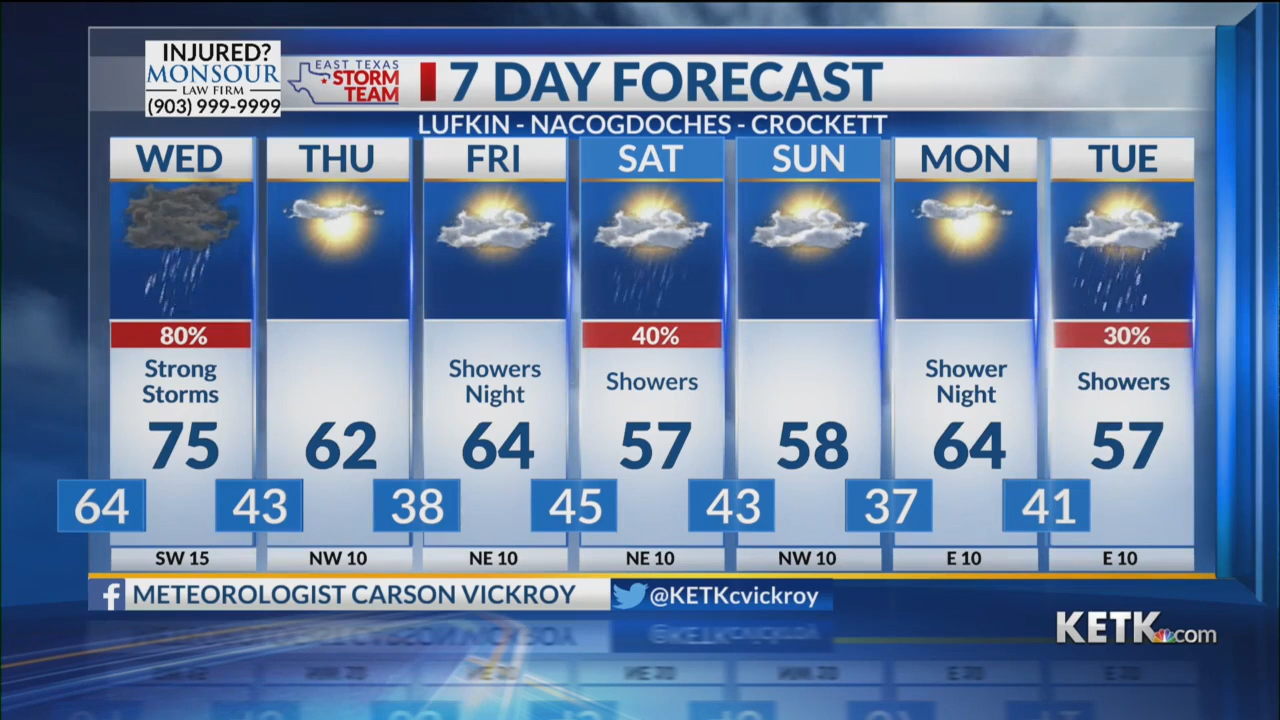 INJURED?
MONSOUR
LAW FIRM
(903) 999-9999
EAST TEXAS
STORM
TEAM
7 DAY FORECAST
LUFKIN - NACOGDOCHES - CROCKETT
WED THU FRI SAT SUN MON TUE
80% 40% 30%
Strong
Storms
Showers
Night
Showers
Shower
Night
Showers
75 62 64 57 58 64 57
64 43 38 45 43 37 41
SW 15 NW 10 NE 10 NE 10 NW 10 E 10 E 10
f METEOROLOGIST CARSON VICKROY @KETKcvickroy
KETK.com